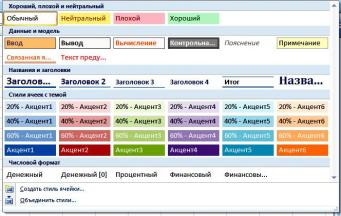 Хороший, плохой и нейтральный
Обычный Нейтральный Плохой Хороший
Данные и модель
Ввод Вывод Вычисление Контрольна... Пояснение Примечание
Связанная я... Текст преду...
Названия и заголовки
Заголов... Заголовок 2 Заголовок 3 Заголовок 4 Итог Назва...
Стили ячеек с темой
20% - Акцент1 20% - Акцент2 20% - Акцент3 20% - Акцент4 20% - Акцент5 20% - Акцент6
40% - Акцент1 40% - Акцент2 40% - Акцент3 40% - Акцент4 40% - Акцент5 40% - Акцент6
60% - Акцент1 60% - Акцент2 60% - Акцент3 60% - Акцент4 60% - Акцент5 60% - Акцент6
Акцент1 Акцент2 Акцент3 Акцент4 Акцент5 Акцент6
Числовой формат
Денежный Денежный [0] Процентный Финансовый Финансовы...
Создать стиль ячейки...
Объединить стили...